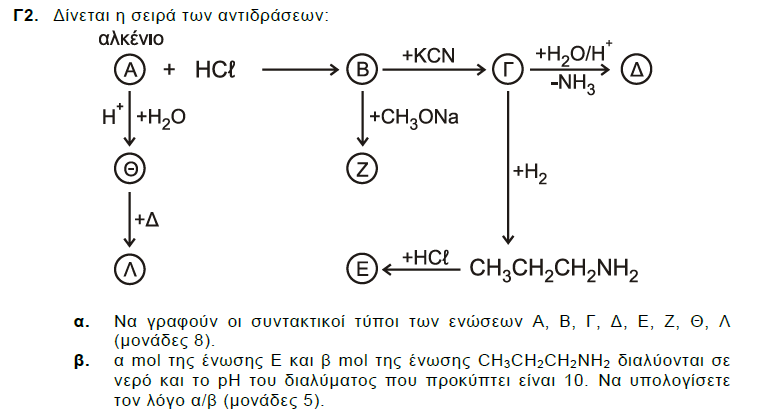 Γ2. Δίνεται η σειρά των αντιδράσεων:
αλκένιο
Α + HCℓ Β +KCN Γ +H₂O/H⁺ -NH₃ Δ
H⁺ +H₂O +CH₃ONa
Θ Ζ +H₂
+Δ
Λ Ε +HCℓ CH₃CH₂CH₂NH₂
α. Να γραφούν οι συντακτικοί τύποι των ενώσεων Α, Β, Γ, Δ, Ε, Ζ, Θ, Λ
(μονάδες 8).
β. α mol της ένωσης Ε και β mol της ένωσης CH₃CH₂CH₂NH₂ διαλύονται σε
νερό και το pH του διαλύματος που προκύπτει είναι 10. Να υπολογίσετε
τον λόγο α/β (μονάδες 5).